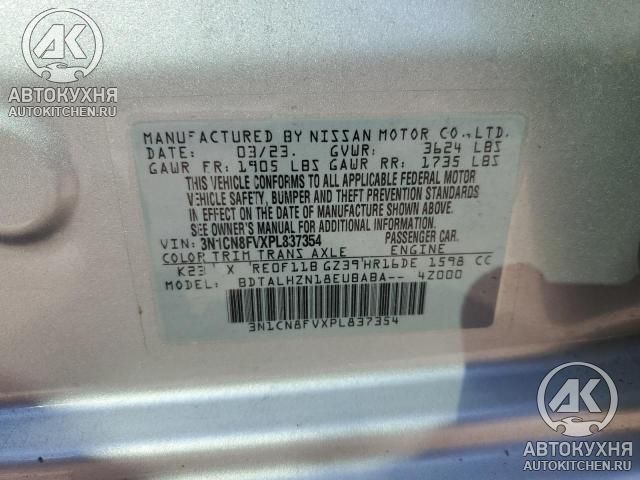 AK
АВТОКУХНЯ
AUTOKITCHEN.RU
MANUFACTURED BY NISSAN MOTOR CO.,LTD.
DATE: 03/23. GVWR: 3624 LBS
GAWR FR: 1905 LBS GAWR RR: 1735 LBS
THIS VEHICLE CONFORMS TO ALL APPLICABLE FEDERAL MOTOR
VEHICLE SAFETY, BUMPER AND THEFT PREVENTION STANDARDS
IN EFFECT ON THE DATE OF MANUFACTURE SHOWN ABOVE.
SEE OWNER'S MANUAL FOR ADDITIONAL INFORMATION.
VIN: 3N1CN8FVXPL837354 PASSENGER CAR.
COLOR TRIM TRANS AXLE ENGINE
K23 X RE0F11B GZ39 HR16DE 1598 CC
MODEL: BDTALHZN18EUBABA-- 4Z000
3N1CN8FVXPL837354
AK
АВТОКУХНЯ
AUTOKITCHEN.RU